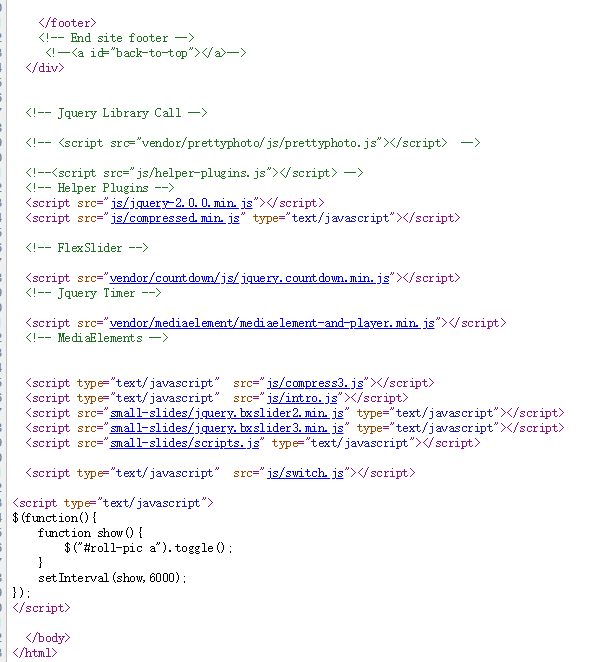 </footer>
<!-- End site footer -->
<!--<a id="back-to-top"></a>-->
</div>
<!-- Jquery Library Call -->
<!-- <script src="vendor/prettyphoto/js/prettyphoto.js"></script>  -->
<!--<script src="js/helper-plugins.js"></script> -->
<!-- Helper Plugins -->
<script src="js/jquery-2.0.0.min.js"></script>
<script src="js/compressed.min.js" type="text/javascript"></script>
<!-- FlexSlider -->
<script src="vendor/countdown/js/jquery.countdown.min.js"></script>
<!-- Jquery Timer -->
<script src="vendor/mediaelement/mediaelement-and-player.min.js"></script>
<!-- MediaElements -->
<script type="text/javascript"  src="js/compress3.js"></script>
<script type="text/javascript"  src="js/intro.js"></script>
<script src="small-slides/jquery.bxslider2.min.js" type="text/javascript"></script>
<script src="small-slides/jquery.bxslider3.min.js" type="text/javascript"></script>
<script src="small-slides/scripts.js" type="text/javascript"></script>
<script type="text/javascript"  src="js/switch.js"></script>
<script type="text/javascript">
$(function(){
function show(){
$("#roll-pic a").toggle();
}
setInterval(show,6000);
});
</script>
</body>
</html>